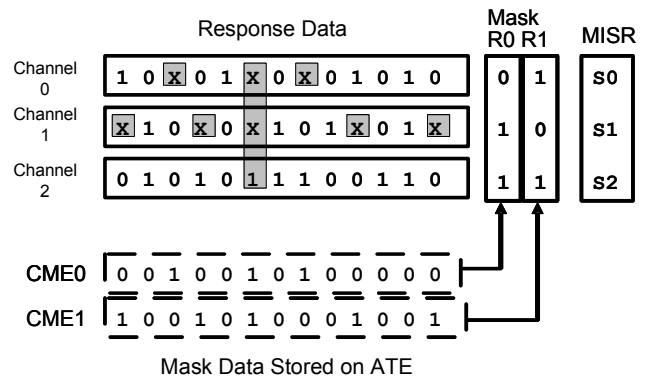 Response Data
Mask
R0 R1
MISR
Channel
0
1 0 x 0 1 x 0 x 0 1 0 1 0
0 1
S0
Channel
1
x 1 0 x 0 x 1 0 1 x 0 1 x
1 0
S1
Channel
2
0 1 0 1 0 1 1 1 0 0 1 1 0
1 1
S2
CME0
0 0 1 0 0 1 0 1 0 0 0 0 0
CME1
1 0 0 1 0 1 0 0 0 1 0 0 1
Mask Data Stored on ATE